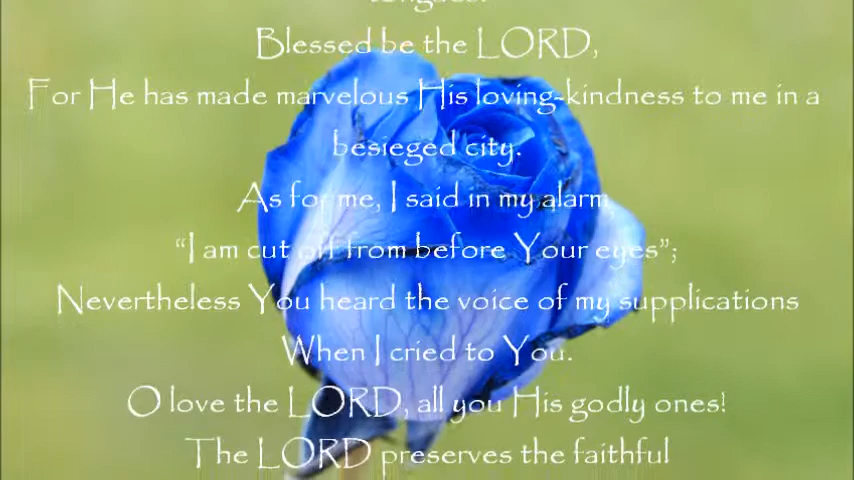 Blessed be the LORD,
For He has made marvelous His loving-kindness to me in a
besieged city.
As for me, I said in my alarm,
“I am cut off from before Your eyes”;
Nevertheless You heard the voice of my supplications
When I cried to You.
O love the LORD, all you His godly ones!
The LORD preserves the faithful